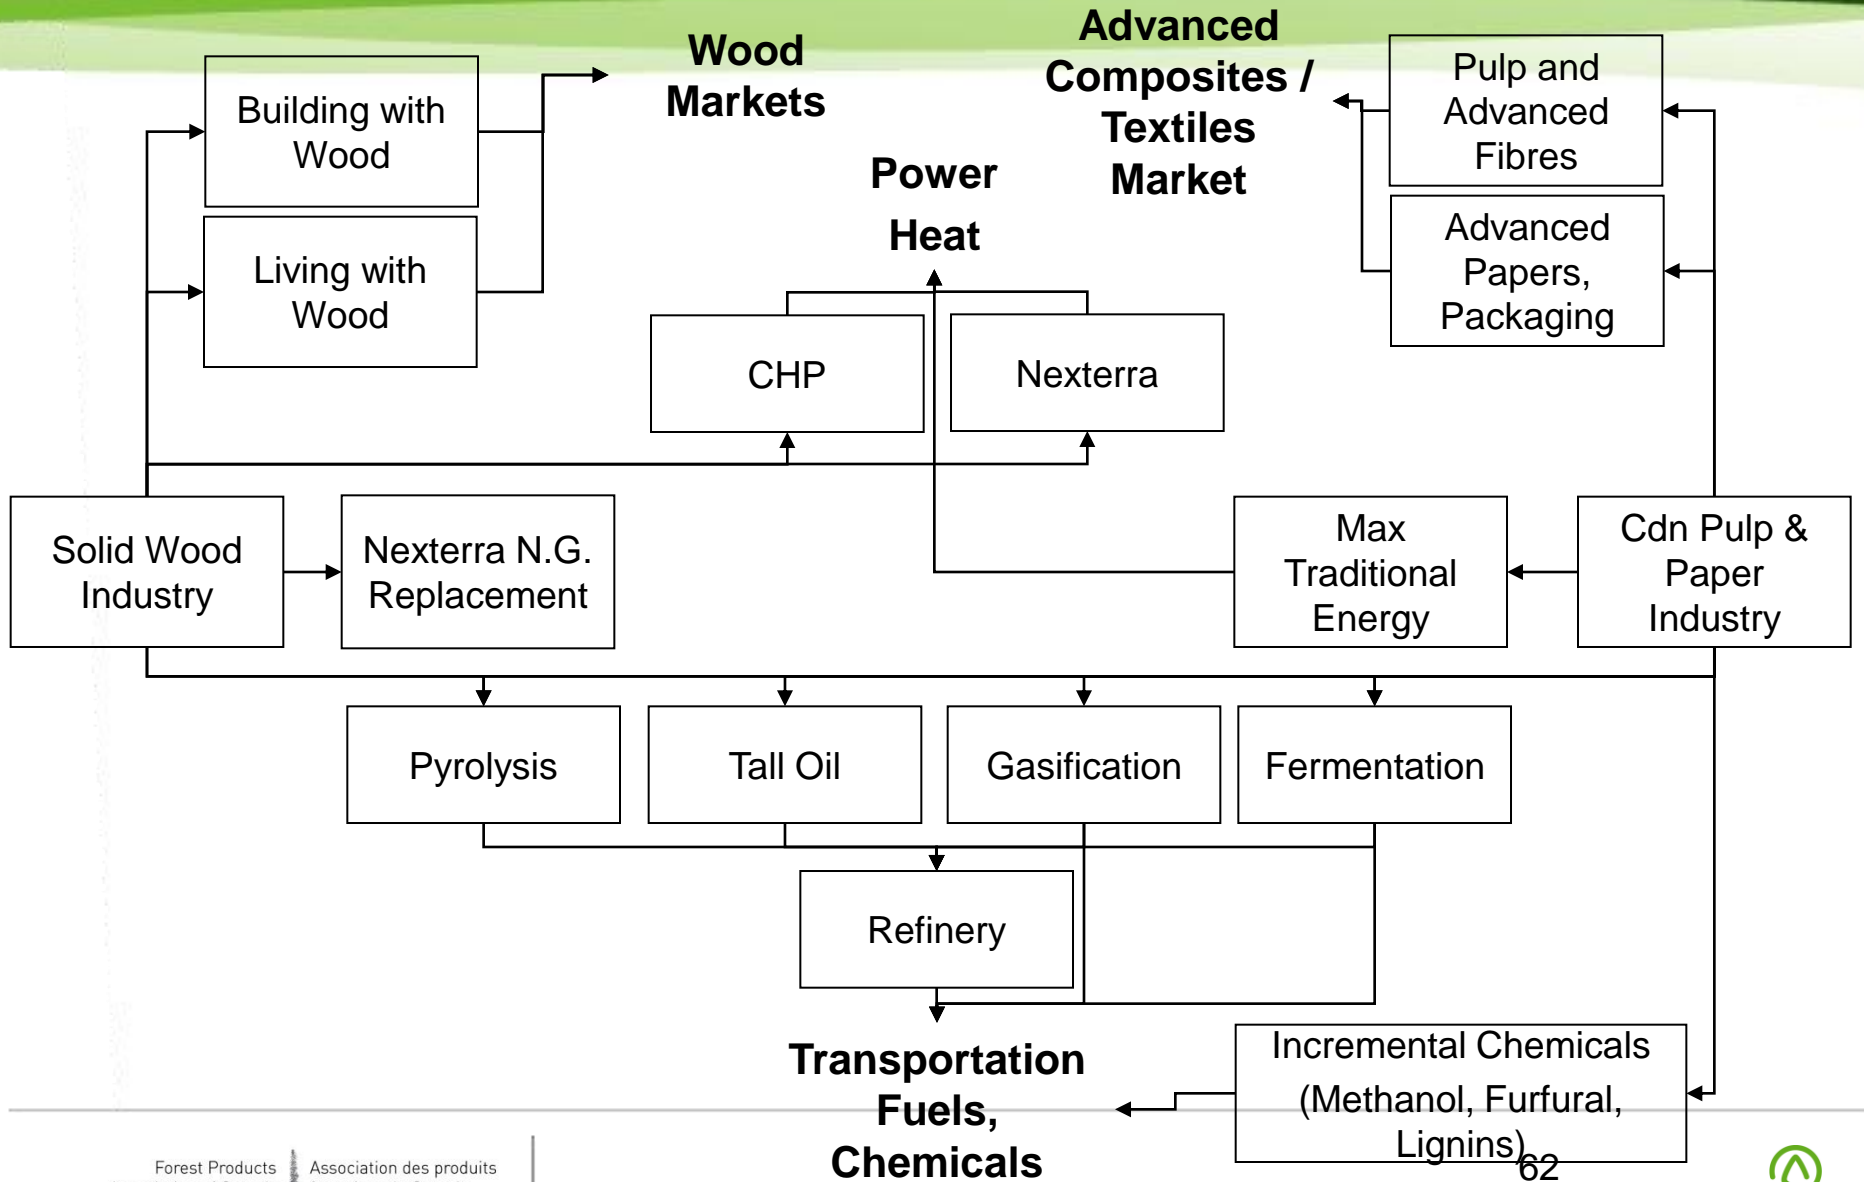 Wood
Markets
Advanced
Composites /
Textiles
Market
Pulp and
Advanced
Fibres
Building with
Wood
Power
Heat
Living with
Wood
Advanced
Papers,
Packaging
CHP
Nexterra
Solid Wood
Industry
Nexterra N.G.
Replacement
Max
Traditional
Energy
Cdn Pulp &
Paper
Industry
Pyrolysis
Tall Oil
Gasification
Fermentation
Refinery
Transportation
Fuels,
Chemicals
Incremental Chemicals
(Methanol, Furfural,
Lignins)
62
Forest Products
Association des produits